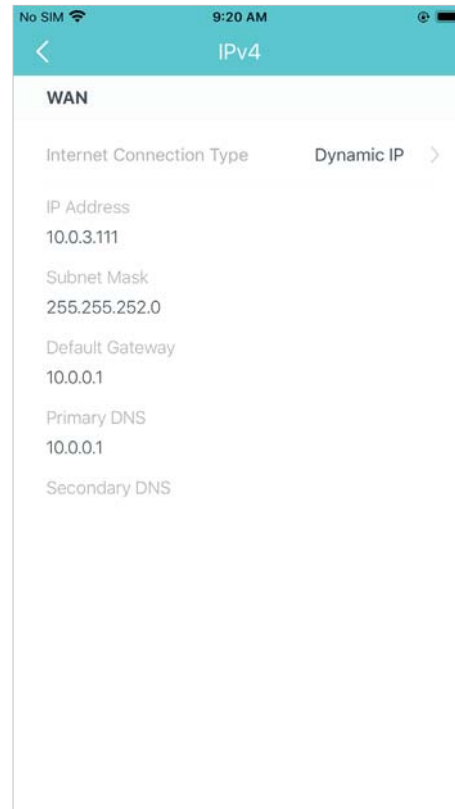 No SIM 9:20 AM
IPv4
WAN
Internet Connection Type Dynamic IP
IP Address
10.0.3.111
Subnet Mask
255.255.252.0
Default Gateway
10.0.0.1
Primary DNS
10.0.0.1
Secondary DNS